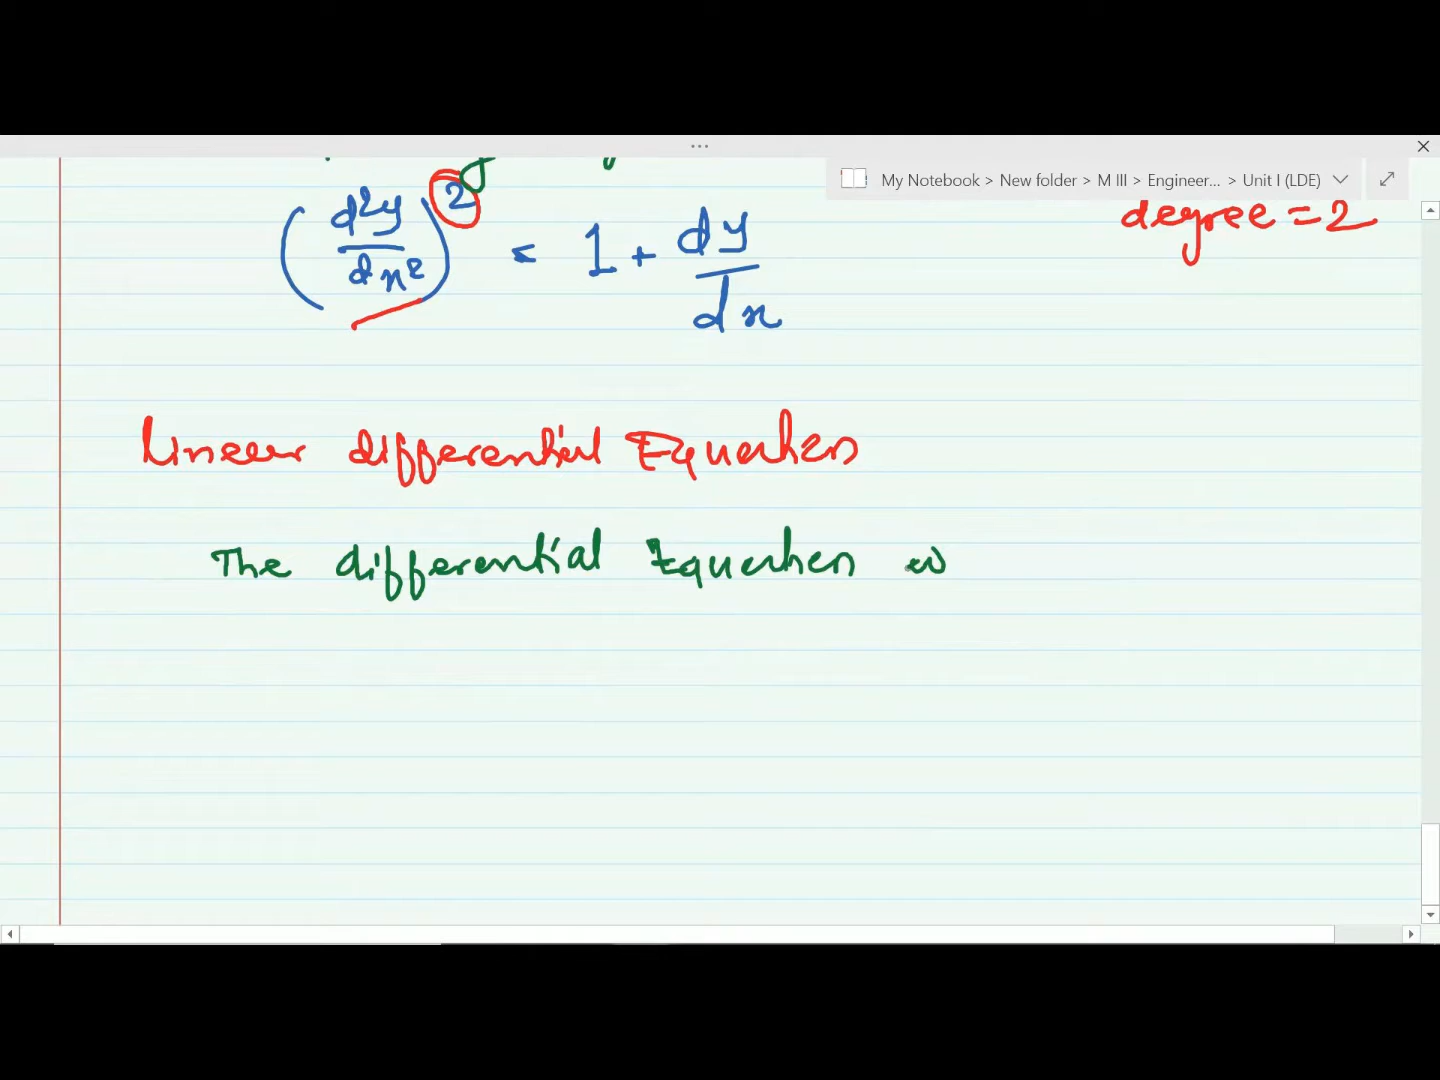 My Notebook > New folder > M III > Engineer... > Unit I (LDE)
degree = 2
(d²y/dx²)² = 1 + dy/dx
Linear differential Equation
The differential Equation w